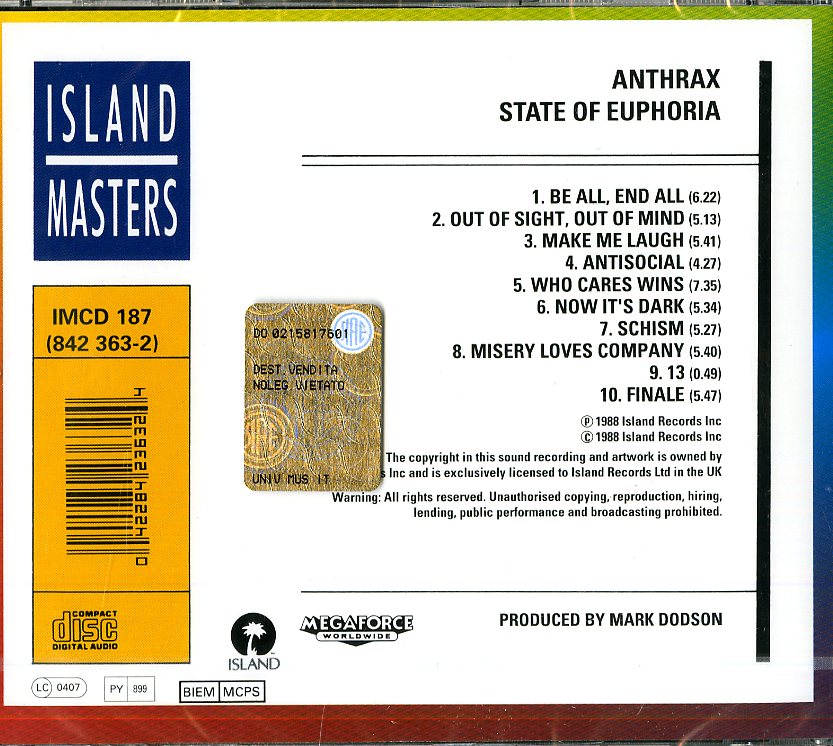 ISLAND
MASTERS
ANTHRAX
STATE OF EUPHORIA
1. BE ALL, END ALL (6.22)
2. OUT OF SIGHT, OUT OF MIND (5.13)
3. MAKE ME LAUGH (5.41)
4. ANTISOCIAL (4.27)
5. WHO CARES WINS (7.35)
6. NOW IT'S DARK (5.34)
7. SCHISM (5.27)
8. MISERY LOVES COMPANY (5.40)
9. 13 (0.49)
10. FINALE (5.47)
℗ 1988 Island Records Inc
© 1988 Island Records Inc
The copyright in this sound recording and artwork is owned by
s Inc and is exclusively licensed to Island Records Ltd in the UK
Warning: All rights reserved. Unauthorised copying, reproduction, hiring,
lending, public performance and broadcasting prohibited.
IMCD 187
(842 363-2)
DO 0215817601
DEST.VENDITA
NOLEG.VIETATO
UNIV MUS IT
COMPACT
disc
DIGITAL AUDIO
ISLAND
MEGAFORCE
WORLDWIDE
PRODUCED BY MARK DODSON
LC 0407
PY 899
BIEM MCPS